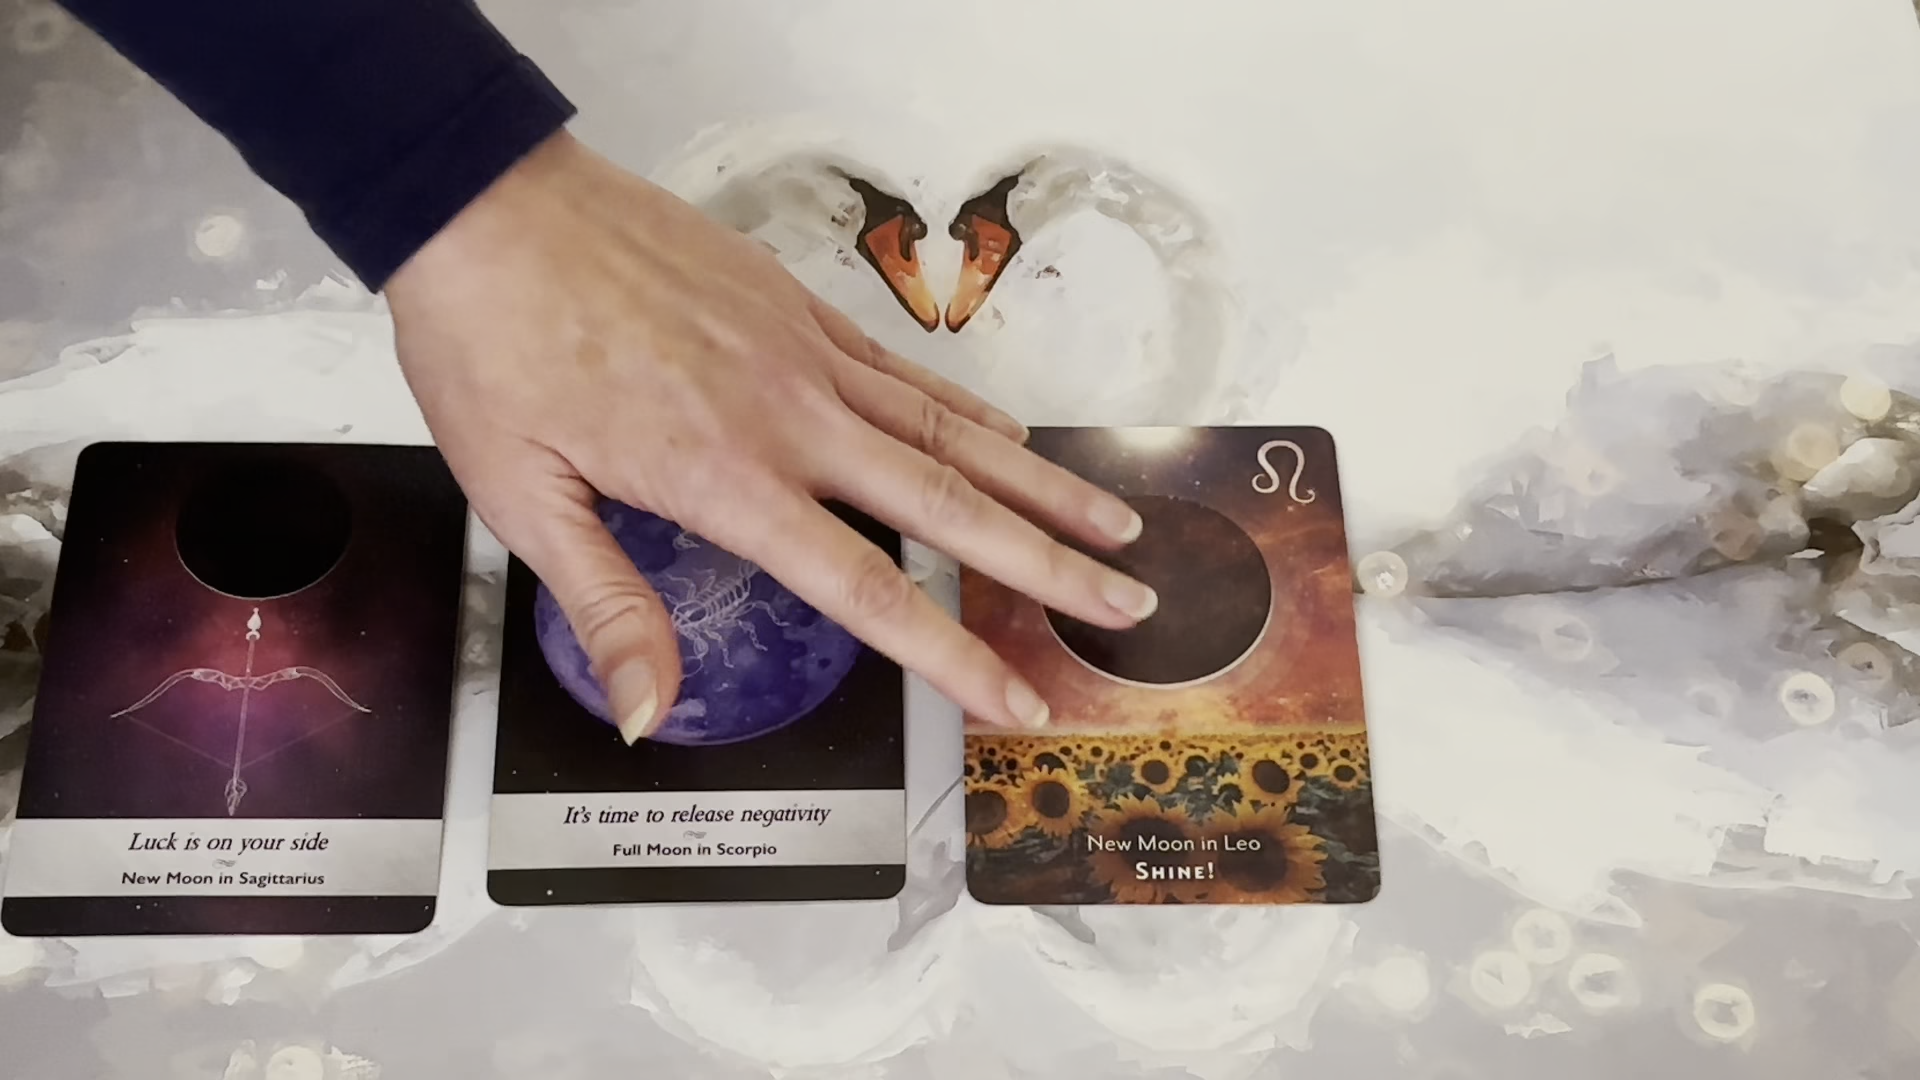 Luck is on your side
New Moon in Sagittarius
It's time to release negativity
Full Moon in Scorpio
New Moon in Leo
SHINE!